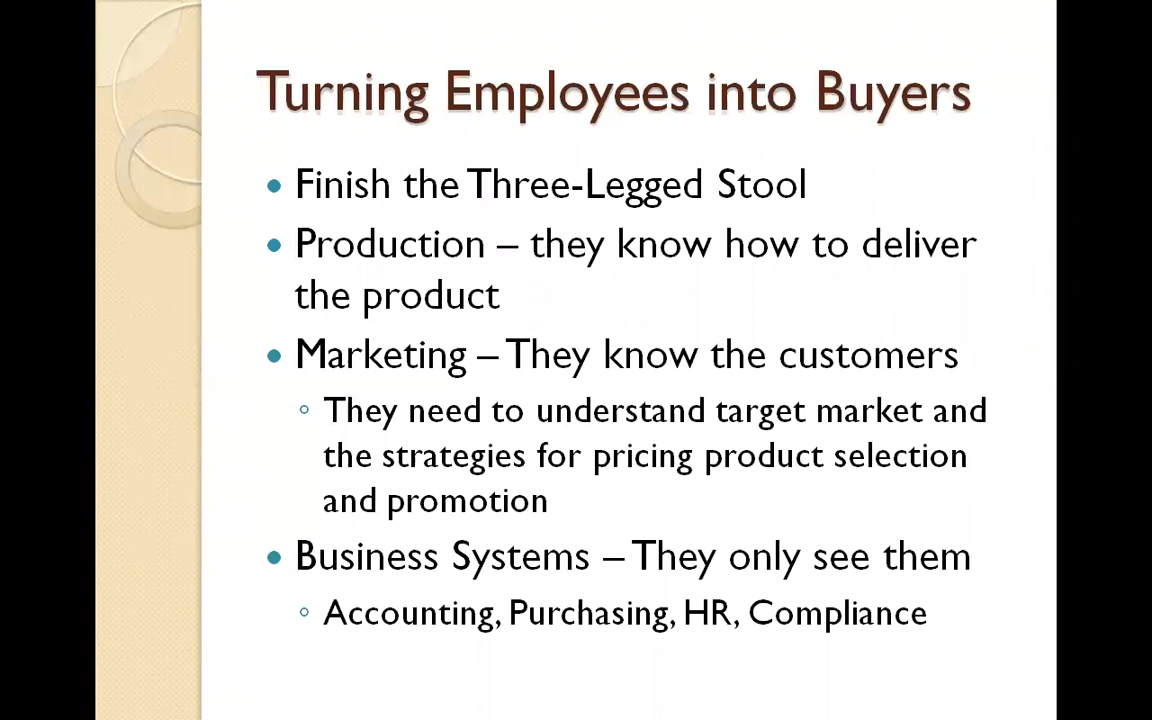 Turning Employees into Buyers
• Finish the Three-Legged Stool
• Production – they know how to deliver
the product
• Marketing – They know the customers
◦ They need to understand target market and
the strategies for pricing product selection
and promotion
• Business Systems – They only see them
◦ Accounting, Purchasing, HR, Compliance